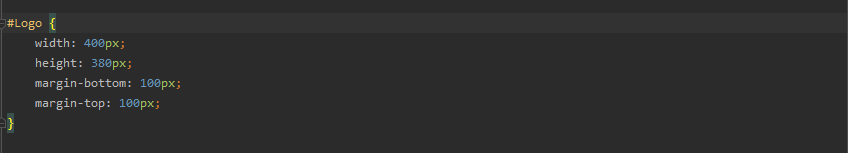 #Logo {
    width: 400px;
    height: 380px;
    margin-bottom: 100px;
    margin-top: 100px;
}